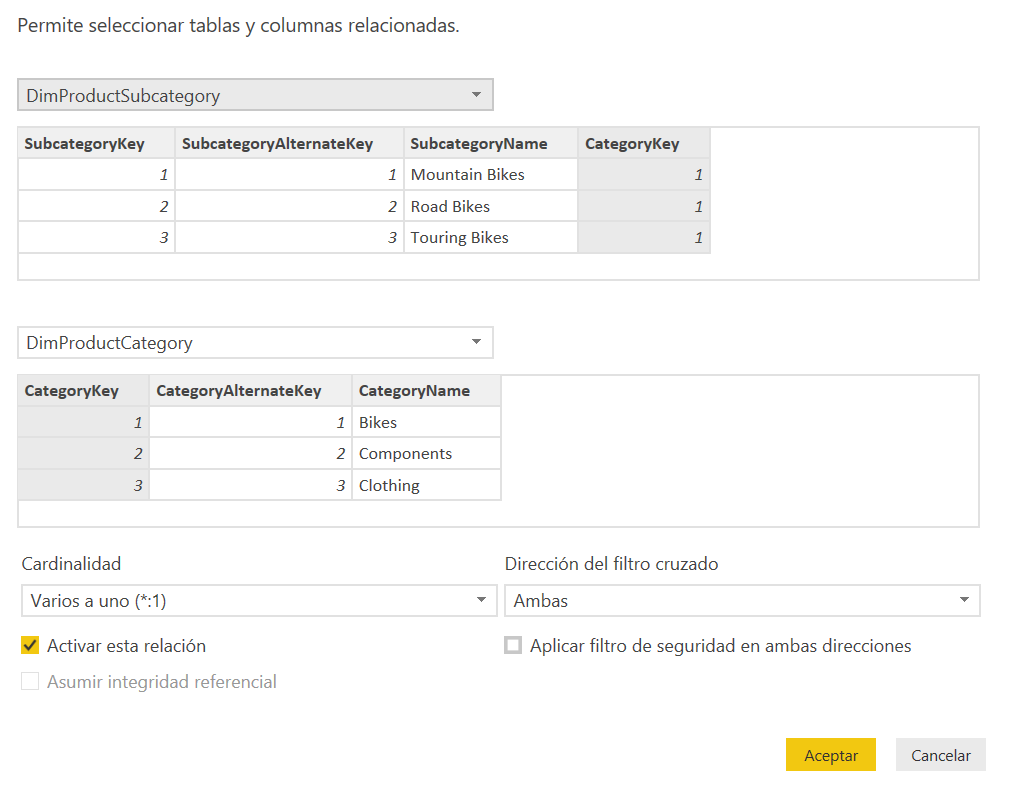 Permite seleccionar tablas y columnas relacionadas.
DimProductSubcategory
SubcategoryKey SubcategoryAlternateKey SubcategoryName CategoryKey
1 1 Mountain Bikes 1
2 2 Road Bikes 1
3 3 Touring Bikes 1
DimProductCategory
CategoryKey CategoryAlternateKey CategoryName
1 1 Bikes
2 2 Components
3 3 Clothing
Cardinalidad Dirección del filtro cruzado
Varios a uno (*:1) Ambas
Activar esta relación Aplicar filtro de seguridad en ambas direcciones
Asumir integridad referencial
Aceptar Cancelar